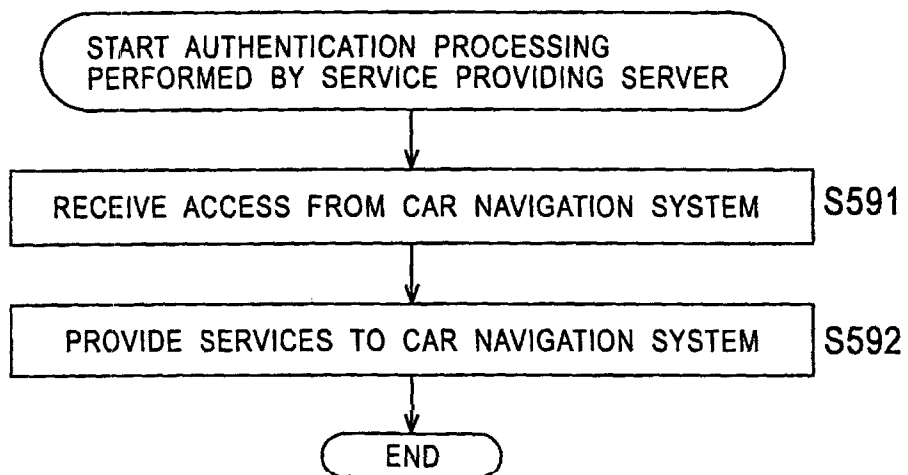 START AUTHENTICATION PROCESSING
PERFORMED BY SERVICE PROVIDING SERVER
RECEIVE ACCESS FROM CAR NAVIGATION SYSTEM S591
PROVIDE SERVICES TO CAR NAVIGATION SYSTEM S592
END